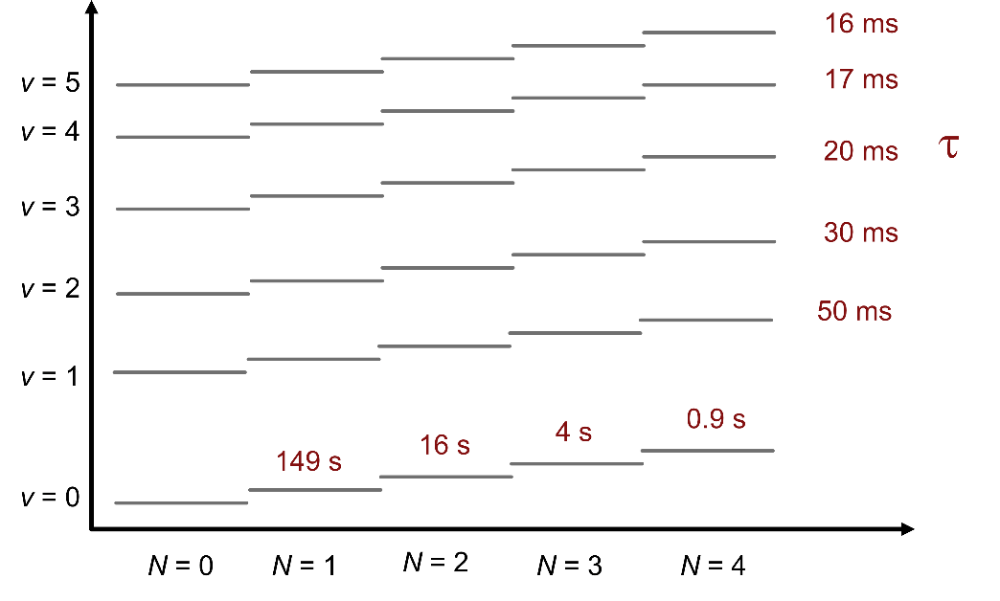 16 ms
v = 5
17 ms
v = 4
20 ms
τ
v = 3
30 ms
v = 2
50 ms
v = 1
0.9 s
4 s
16 s
149 s
v = 0
N = 0
N = 1
N = 2
N = 3
N = 4